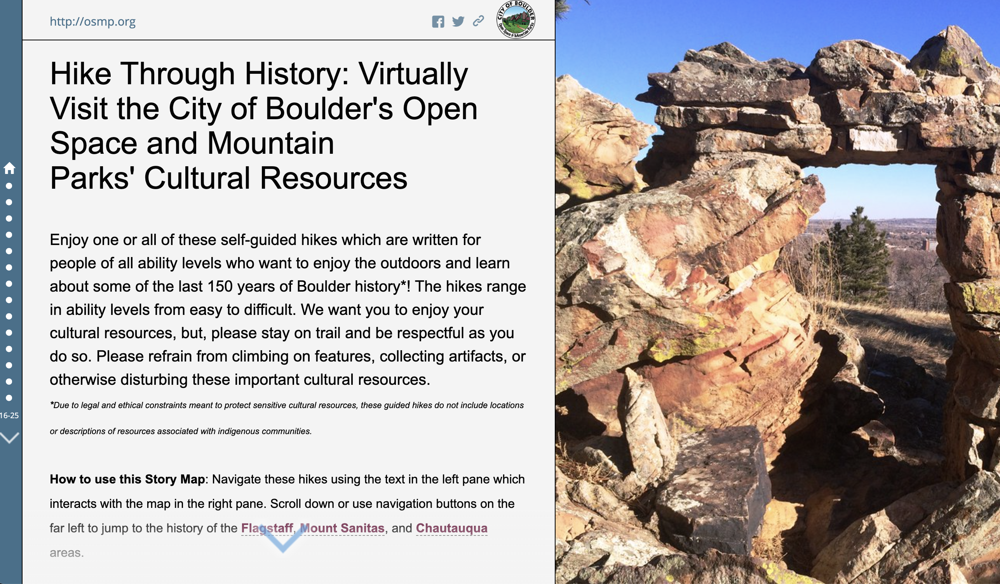 http://osmp.org
CITY OF BOULDER
Open Space & Mountain Parks
Hike Through History: Virtually
Visit the City of Boulder's Open
Space and Mountain
Parks' Cultural Resources
Enjoy one or all of these self-guided hikes which are written for
people of all ability levels who want to enjoy the outdoors and learn
about some of the last 150 years of Boulder history*! The hikes range
in ability levels from easy to difficult. We want you to enjoy your
cultural resources, but, please stay on trail and be respectful as you
do so. Please refrain from climbing on features, collecting artifacts, or
otherwise disturbing these important cultural resources.
*Due to legal and ethical constraints meant to protect sensitive cultural resources, these guided hikes do not include locations
or descriptions of resources associated with indigenous communities.
16-25
How to use this Story Map: Navigate these hikes using the text in the left pane which
interacts with the map in the right pane. Scroll down or use navigation buttons on the
far left to jump to the history of the Flagstaff, Mount Sanitas, and Chautauqua
areas.